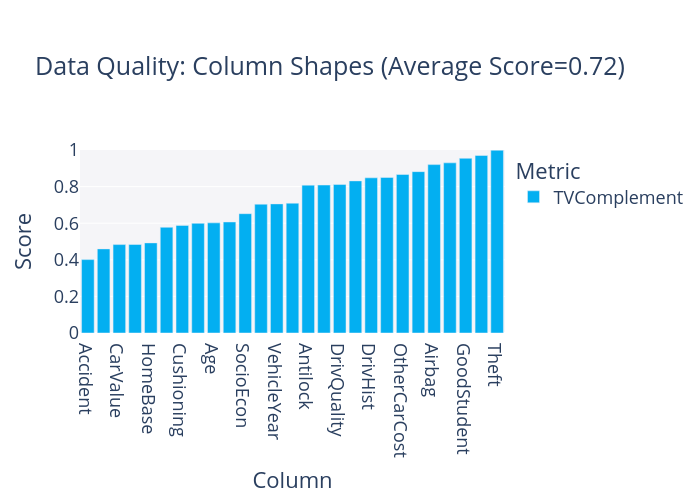 Data Quality: Column Shapes (Average Score=0.72)
1
0.8
0.6
0.4
0.2
0
Score
Accident
CarValue
HomeBase
Cushioning
Age
SocioEcon
VehicleYear
Antilock
DrivQuality
DrivHist
OtherCarCost
Airbag
GoodStudent
Theft
Column
Metric
TVComplement